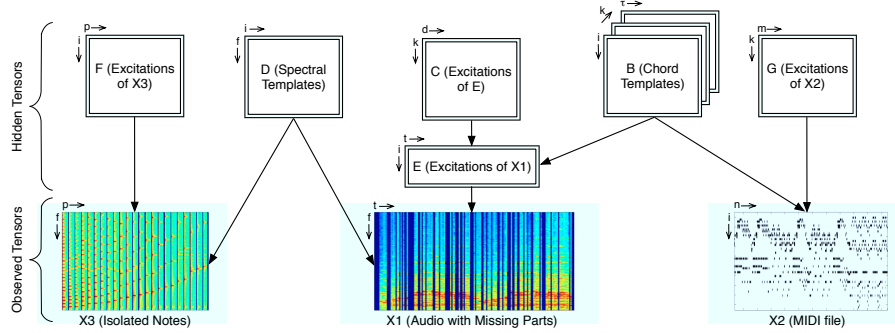 Hidden Tensors
Observed Tensors
p
i
F (Excitations
of X3)
i
f
D (Spectral
Templates)
d
k
C (Excitations
of E)
k
τ
i
B (Chord
Templates)
m
k
G (Excitations
of X2)
t
i
E (Excitations of X1)
p
f
X3 (Isolated Notes)
t
f
X1 (Audio with Missing Parts)
n
i
X2 (MIDI file)